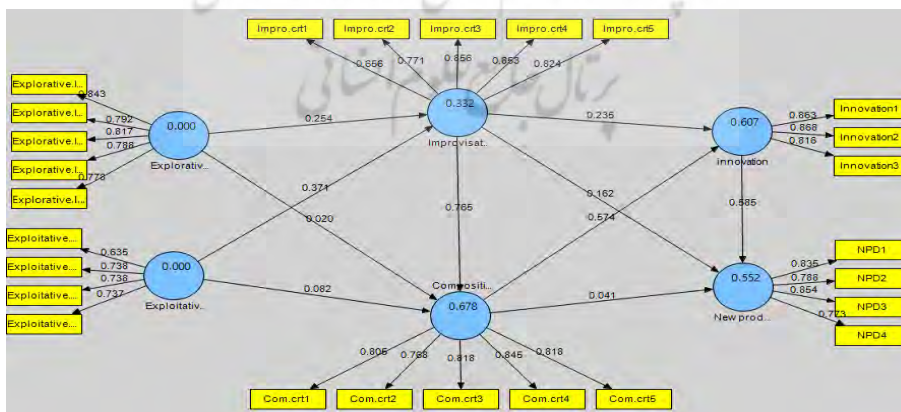 Impro.crt1
Impro.crt2
Impro.crt3
Impro.crt4
Impro.crt5
0.856
0.771
0.856
0.853
0.824
پرتال جامع علوم انسانی
Explorative.I...
Explorative.I...
Explorative.I...
Explorative.I...
Explorative.I...
0.843
0.792
0.817
0.788
0.778
0.000
Explorativ...
0.254
0.332
Improvisat...
0.235
0.607
innovation
0.863
0.868
0.818
Innovation1
Innovation2
Innovation3
0.371
0.020
0.765
0.162
0.574
0.585
Exploitative....
Exploitative....
Exploitative....
Exploitative....
0.635
0.738
0.738
0.737
0.000
Exploitativ...
0.082
Compositi...
0.678
0.041
0.552
New prod...
0.835
0.788
0.854
0.773
NPD1
NPD2
NPD3
NPD4
0.818
0.845
0.818
Com.crt1
Com.crt2
Com.crt3
Com.crt4
Com.crt5